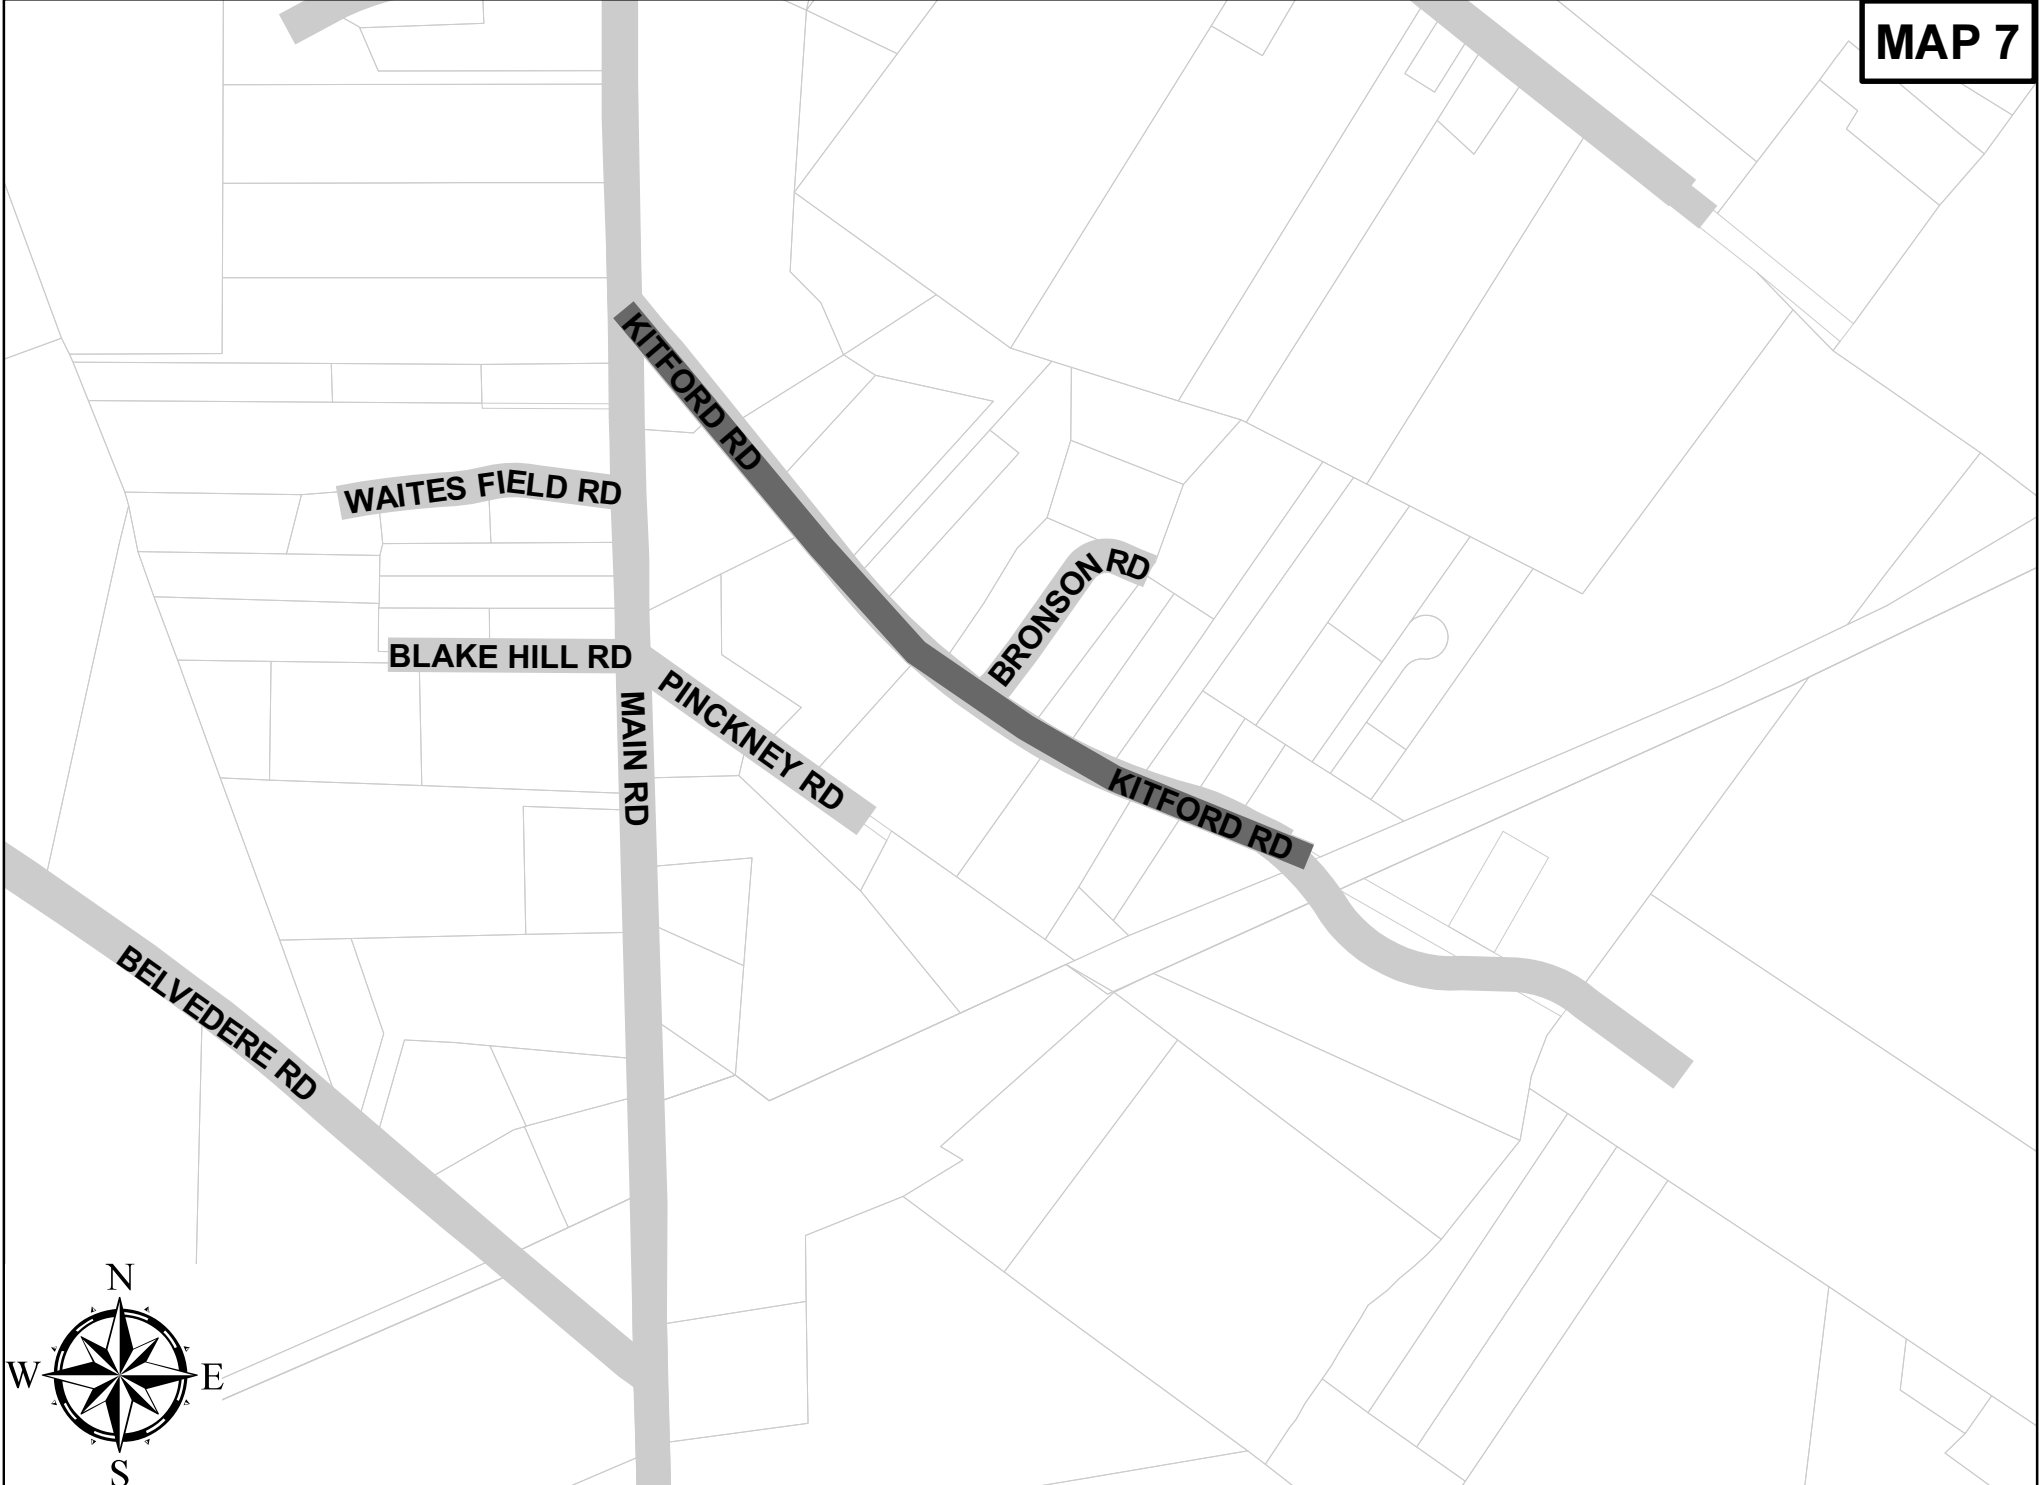 MAP 7
KITFORD RD
WAITES FIELD RD
BRONSON RD
BLAKE HILL RD
PINCKNEY RD
MAIN RD
KITFORD RD
BELVEDERE RD
N
W
E
S